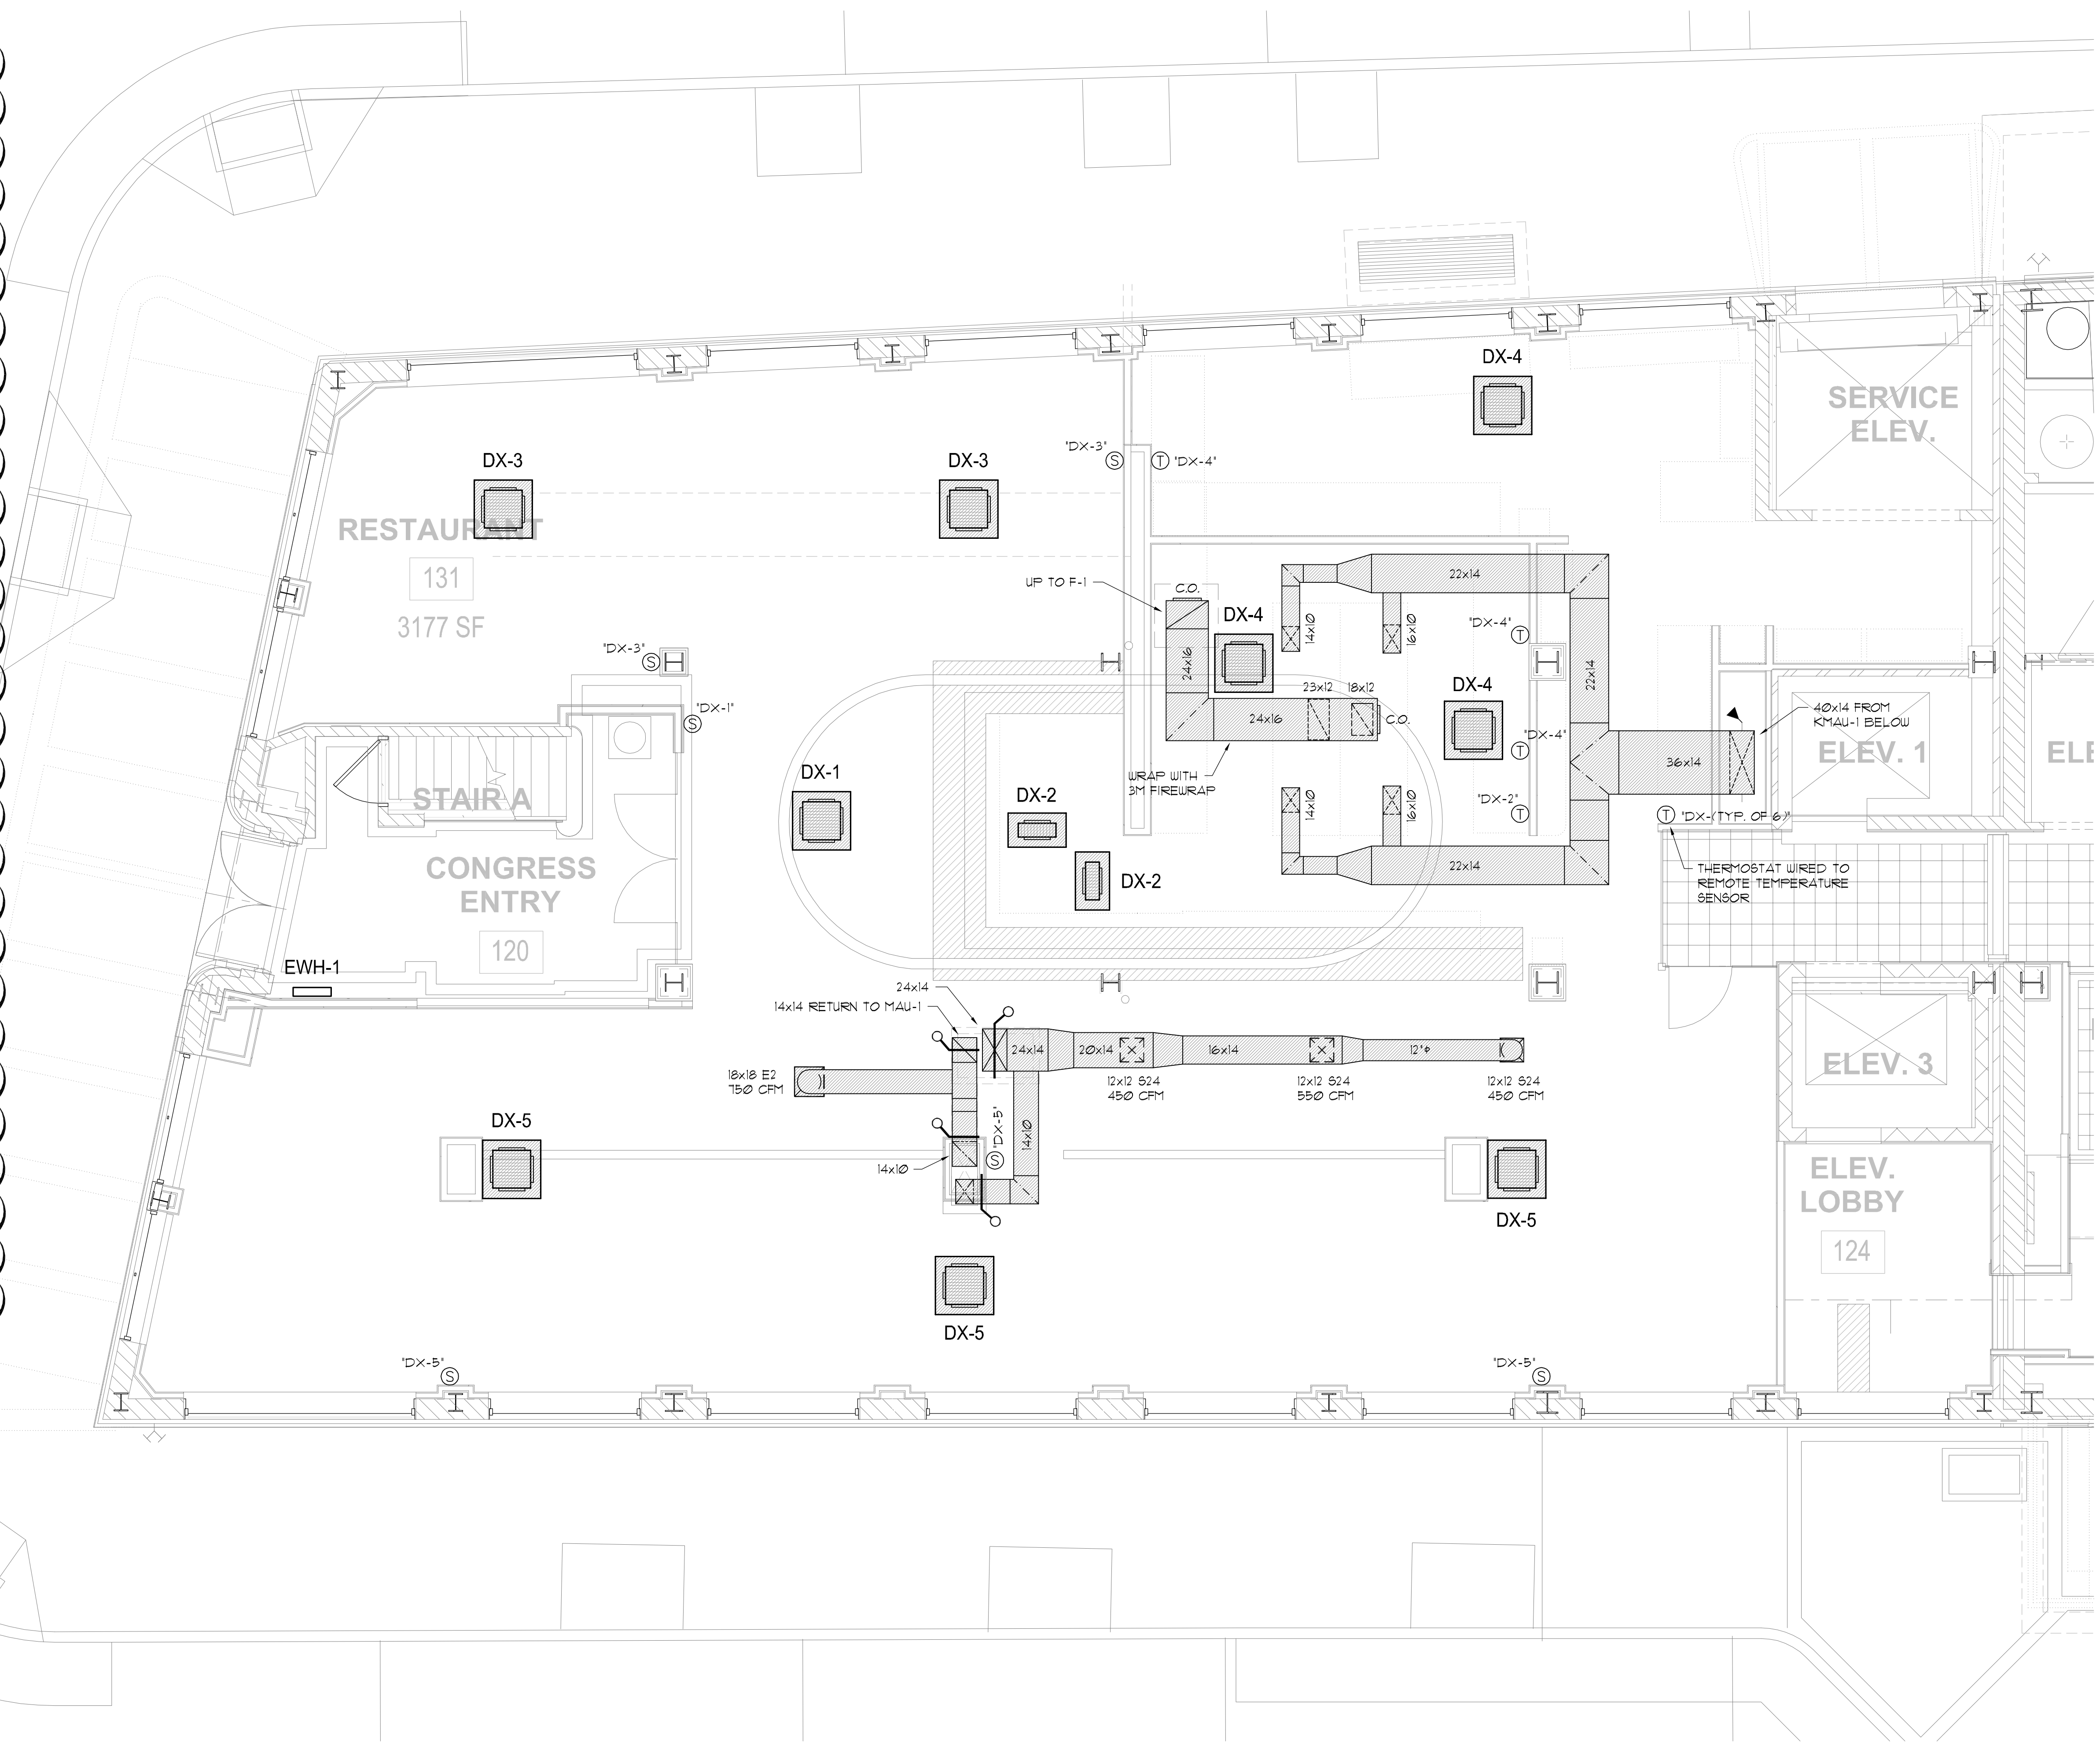 DX-4
SERVICE
ELEV.
"DX-3"
"DX-4"
DX-3
DX-3
RESTAURANT
131
3177 SF
UP TO F-1
C.O.
22x14
DX-4
24x16
14x10
16x10
"DX-4"
22x14
"DX-3"
"DX-1"
23x12
18x12
24x16
C.O.
DX-4
"DX-4"
40x14 FROM
KMAU-1 BELOW
ELEV. 1
ELE
36x14
WRAP WITH
3M FIREWRAP
STAIR A
DX-1
DX-2
14x10
16x10
"DX-2"
"DX-(TYP. OF 6)"
THERMOSTAT WIRED TO
REMOTE TEMPERATURE
SENSOR
22x14
DX-2
CONGRESS
ENTRY
120
EWH-1
24x14
14x14 RETURN TO MAU-1
24x14
20x14
16x14
12"ϕ
18x18 E2
750 CFM
12x12 S24
450 CFM
12x12 S24
550 CFM
12x12 S24
450 CFM
ELEV. 3
DX-5
"DX-5"
14x10
14x10
DX-5
ELEV.
LOBBY
124
DX-5
"DX-5"
"DX-5"